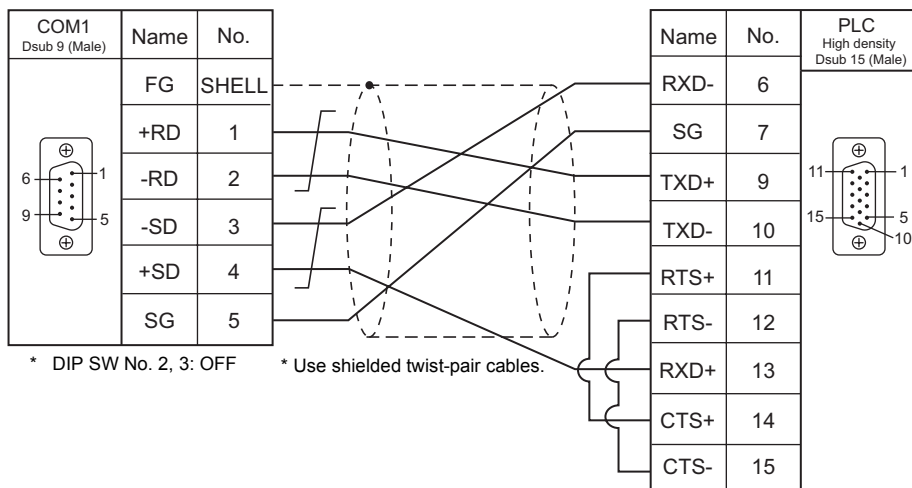 COM1
Dsub 9 (Male)
Name No.
FG SHELL
+RD 1
-RD 2
-SD 3
+SD 4
SG 5
6
9
1
5
* DIP SW No. 2, 3: OFF
* Use shielded twist-pair cables.
Name No.
RXD- 6
SG 7
TXD+ 9
TXD- 10
RTS+ 11
RTS- 12
RXD+ 13
CTS+ 14
CTS- 15
PLC
High density
Dsub 15 (Male)
11
15
1
5
10